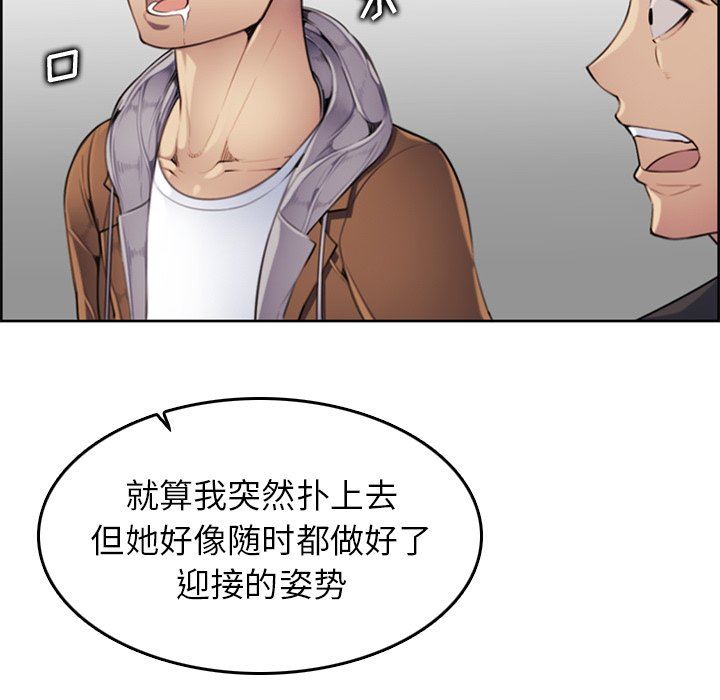 口
就算我突然扑上去
但她好像随时都做好了
迎接的姿势